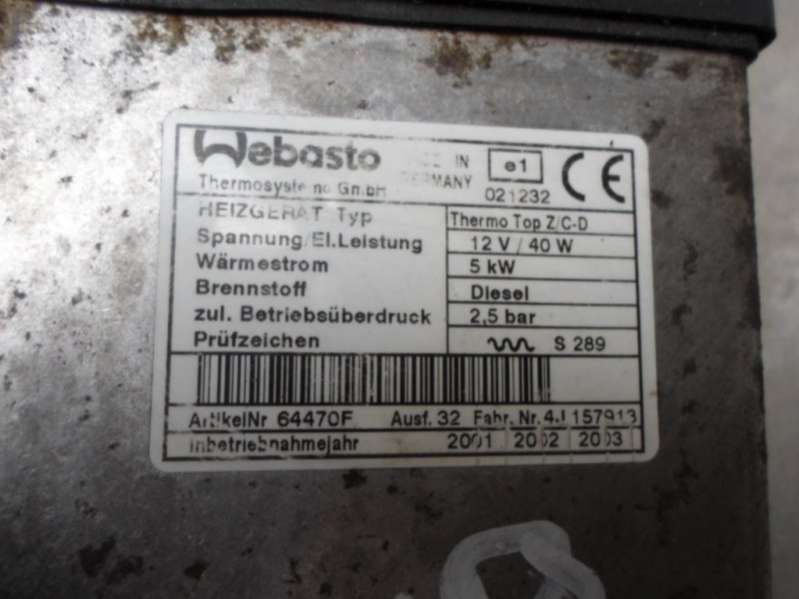 Webasto IN e1 CE
Thermosysteme GmbH GERMANY 021232
HEIZGERÄT Typ Thermo Top Z/C-D
Spannung/El.Leistung 12 V / 40 W
Wärmestrom 5 kW
Brennstoff Diesel
zul. Betriebsüberdruck 2,5 bar
Prüfzeichen S 289
ArtikelNr 64470F Ausf. 32 Fahr. Nr. 157913
Inbetriebnahmejahr 2001 2002 2003